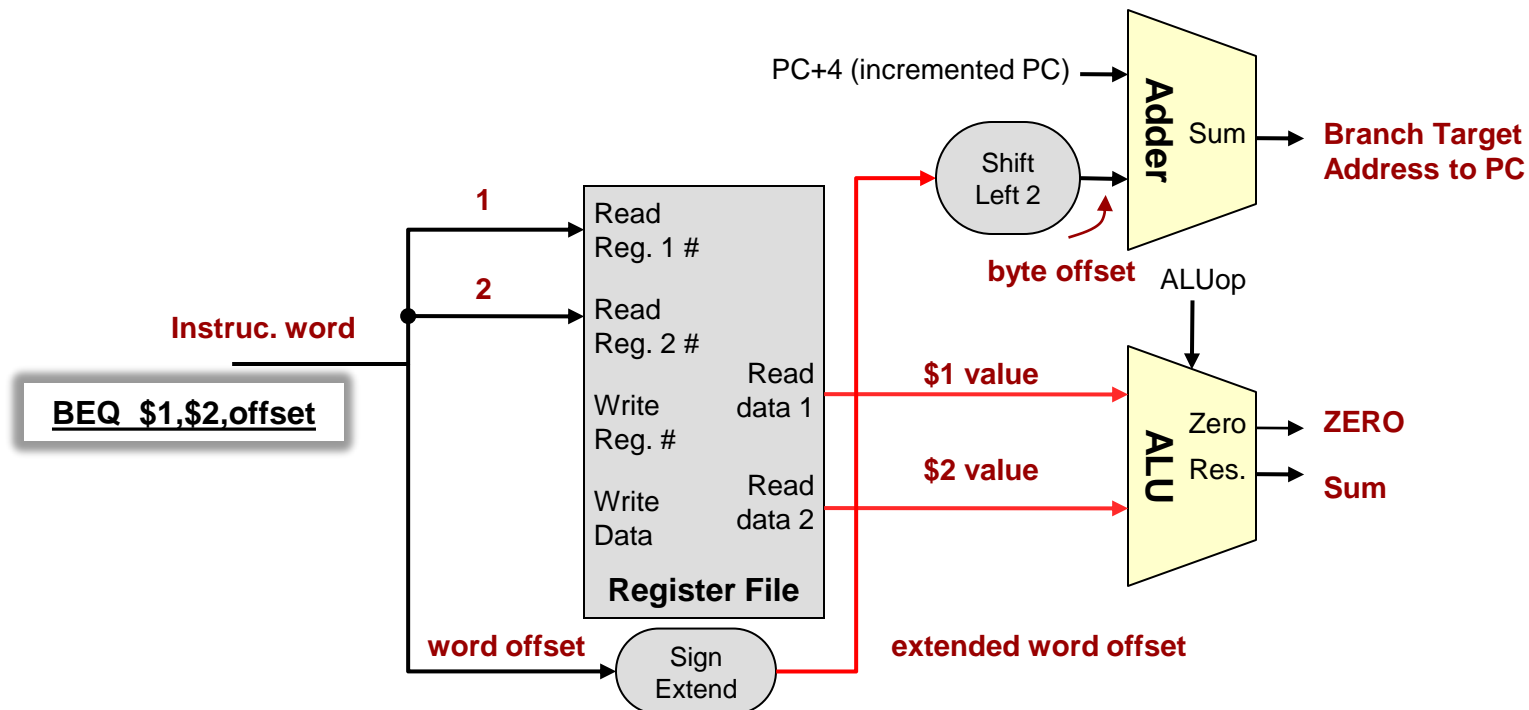 PC+4 (incremented PC)
Adder
Sum
Branch Target
Address to PC
Shift
Left 2
byte offset
1
Read
Reg. 1 #
2
Read
Reg. 2 #
Instruc. word
BEQ $1,$2,offset
Write
Reg. #
Write
Data
Read
data 1
Read
data 2
Register File
$1 value
$2 value
ALUop
ALU
Zero
Res.
ZERO
Sum
word offset
Sign
Extend
extended word offset